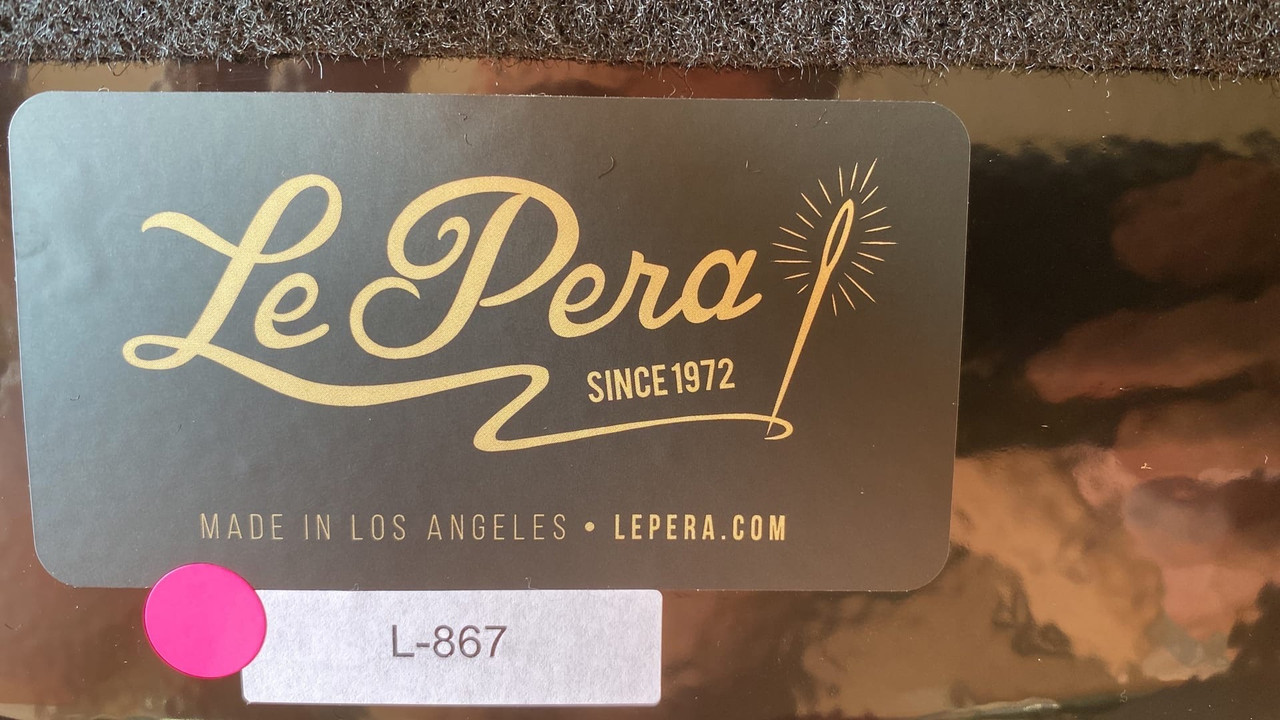 Le Pera
SINCE 1972
MADE IN LOS ANGELES • LEPERA.COM
L-867